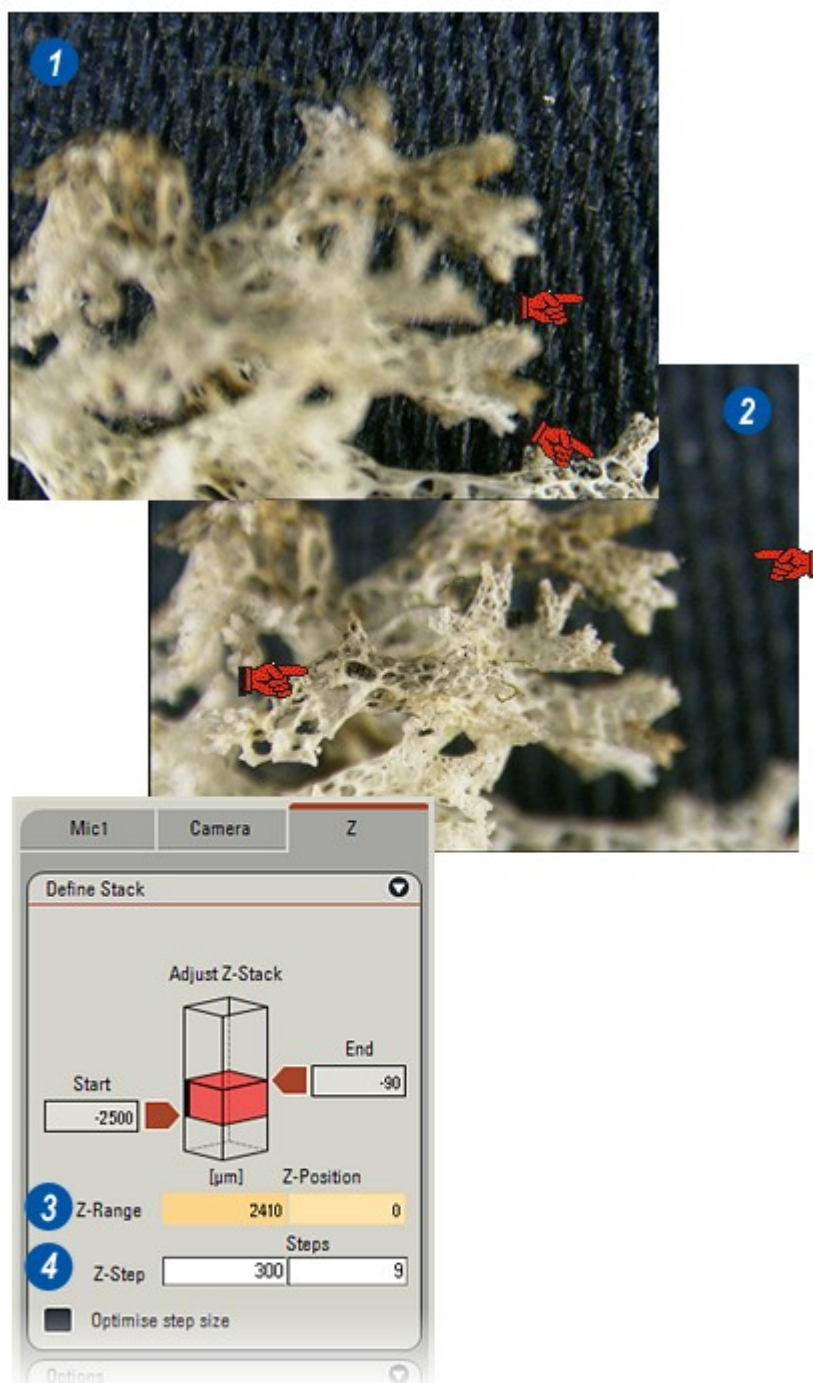 1
2
Mic1 Camera Z
Define Stack
Adjust Z-Stack
End
-90
Start
-2500
[µm] Z-Position
3 Z-Range 2410 0
Steps
4 Z-Step 300 9
Optimise step size
Options